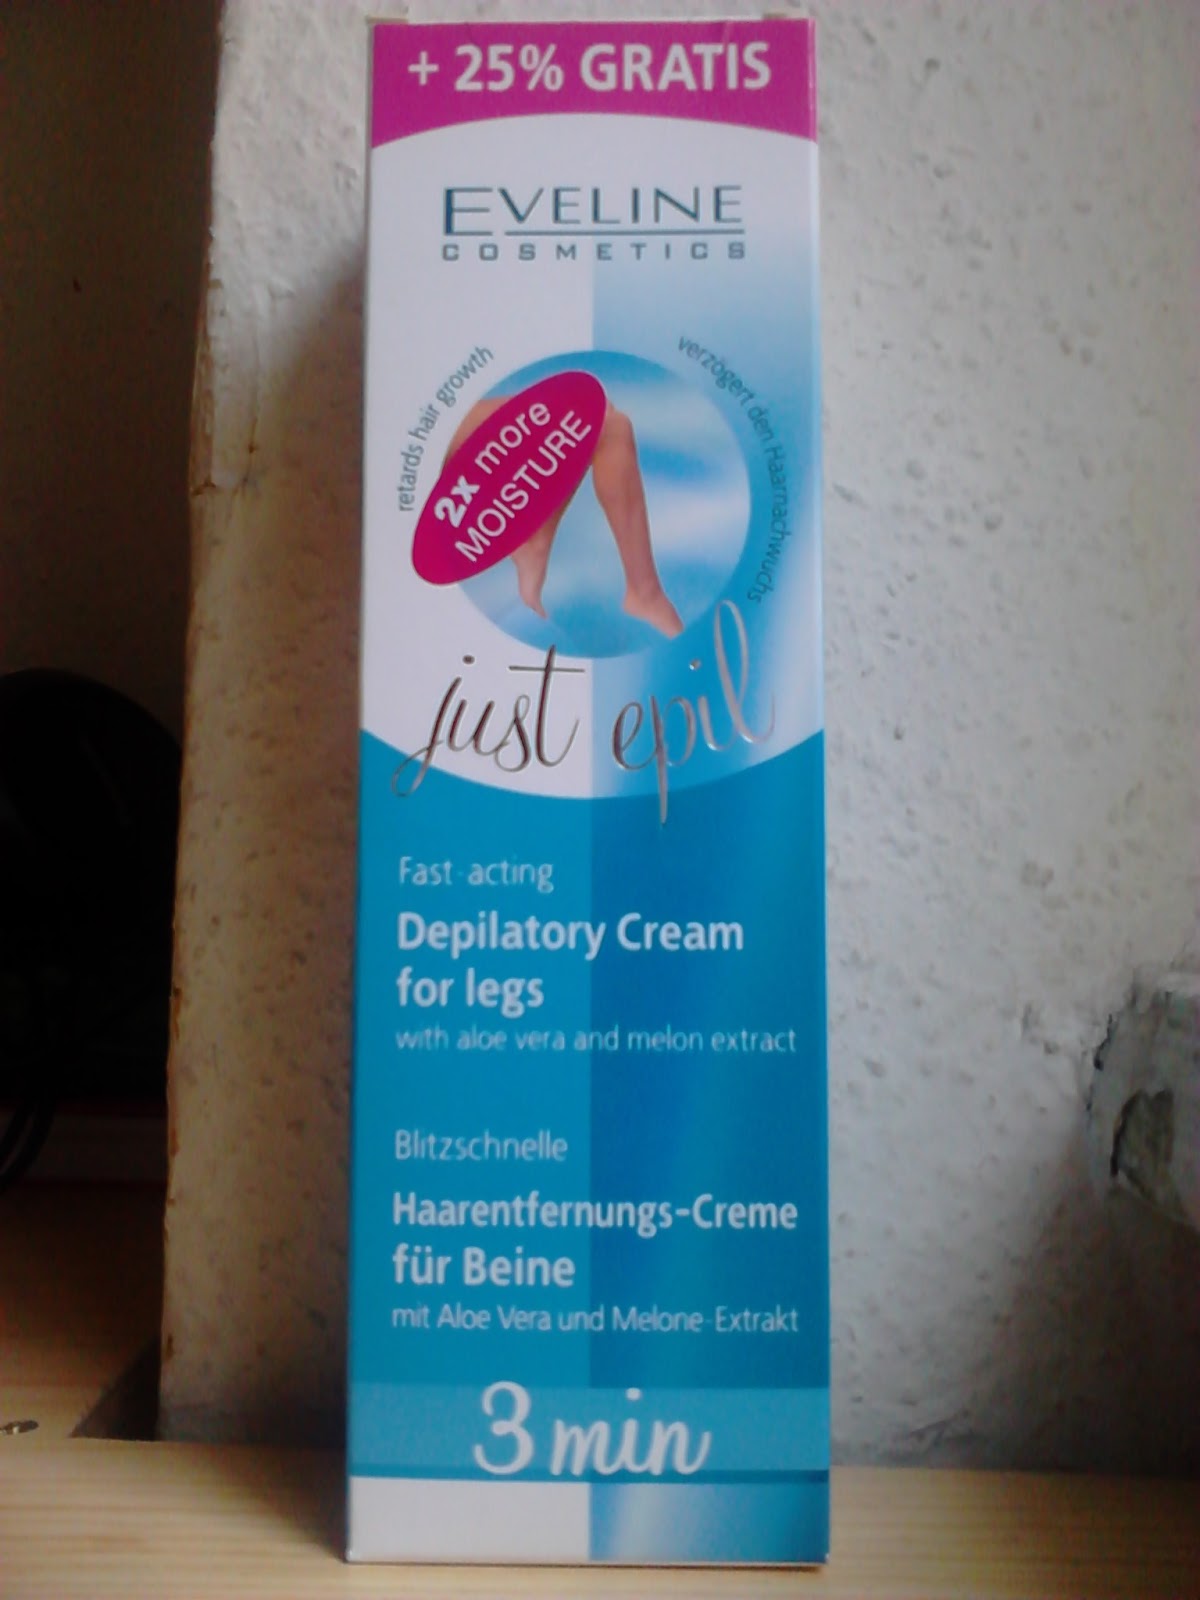 + 25% GRATIS
EVELINE
COSMETICS
retards hair growth
verzögert den Haarnachwuchs
2x more
MOISTURE
just epil
Fast-acting
Depilatory Cream
for legs
with aloe vera and melon extract
Blitzschnelle
Haarentfernungs-Creme
für Beine
mit Aloe Vera und Melone-Extrakt
3 min